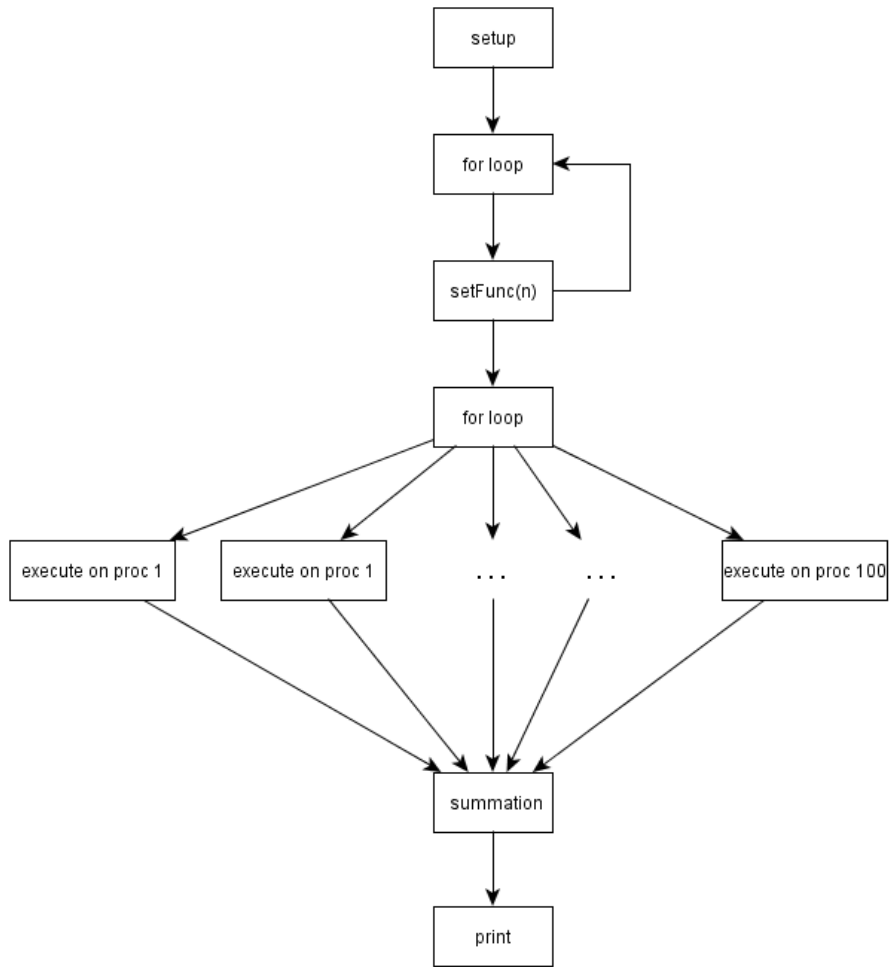 setup
for loop
setFunc(n)
for loop
execute on proc 1
execute on proc 1
...
...
execute on proc 100
summation
print